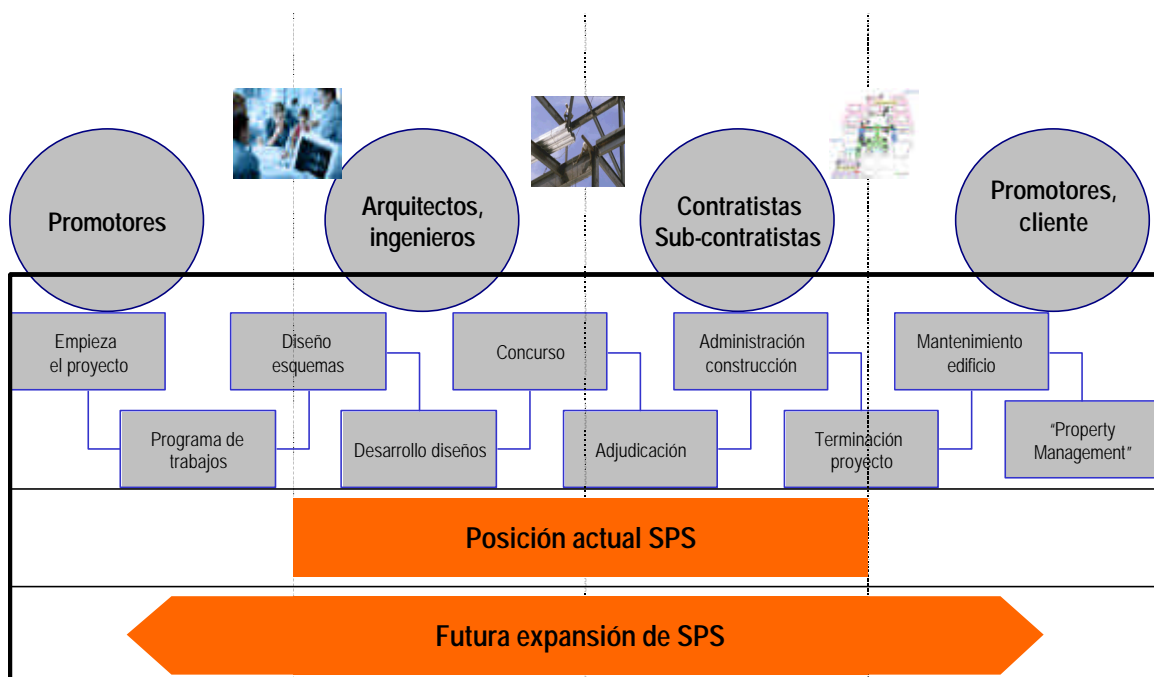 Promotores
Arquitectos,
ingenieros
Contratistas
Sub-contratistas
Promotores,
cliente
Empieza
el proyecto
Diseño
esquemas
Concurso
Administración
construcción
Mantenimiento
edificio
Programa de
trabajos
Desarrollo diseños
Adjudicación
Terminación
proyecto
“Property
Management”
Posición actual SPS
Futura expansión de SPS